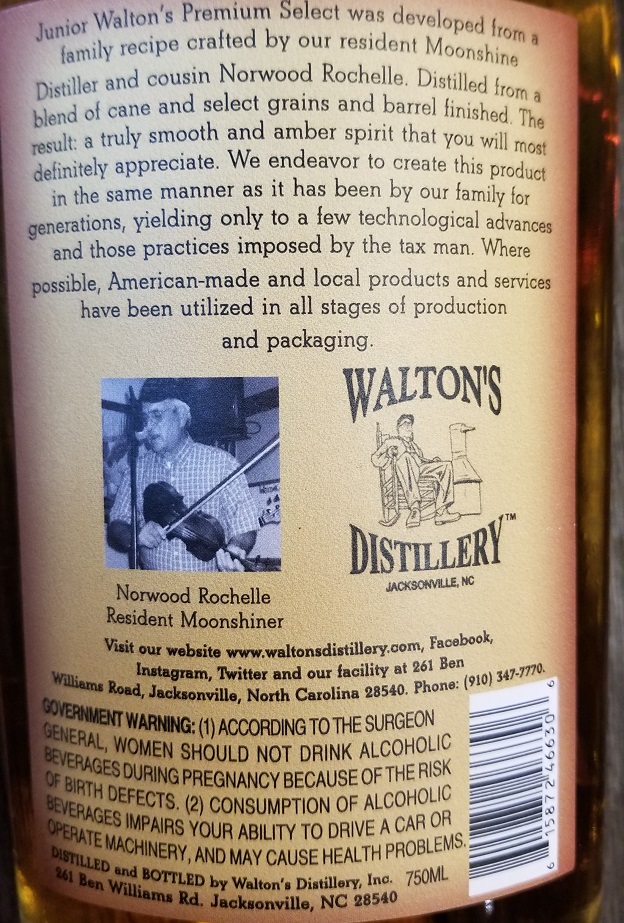 Junior Walton's Premium Select was developed from a
family recipe crafted by our resident Moonshine
Distiller and cousin Norwood Rochelle. Distilled from a
blend of cane and select grains and barrel finished. The
result: a truly smooth and amber spirit that you will most
definitely appreciate. We endeavor to create this product
in the same manner as it has been by our family for
generations, yielding only to a few technological advances
and those practices imposed by the tax man. Where
possible, American-made and local products and services
have been utilized in all stages of production
and packaging.
WALTON'S
DISTILLERY™
JACKSONVILLE, NC
Norwood Rochelle
Resident Moonshiner
Visit our website www.waltonsdistillery.com, Facebook,
Instagram, Twitter and our facility at 261 Ben
Williams Road, Jacksonville, North Carolina 28540. Phone: (910) 347-7770.
GOVERNMENT WARNING: (1) ACCORDING TO THE SURGEON
GENERAL, WOMEN SHOULD NOT DRINK ALCOHOLIC
BEVERAGES DURING PREGNANCY BECAUSE OF THE RISK
OF BIRTH DEFECTS. (2) CONSUMPTION OF ALCOHOLIC
BEVERAGES IMPAIRS YOUR ABILITY TO DRIVE A CAR OR
OPERATE MACHINERY, AND MAY CAUSE HEALTH PROBLEMS.
DISTILLED and BOTTLED by Walton's Distillery, Inc. 750ML
261 Ben Williams Rd. Jacksonville, NC 28540
6 15872 46630 6